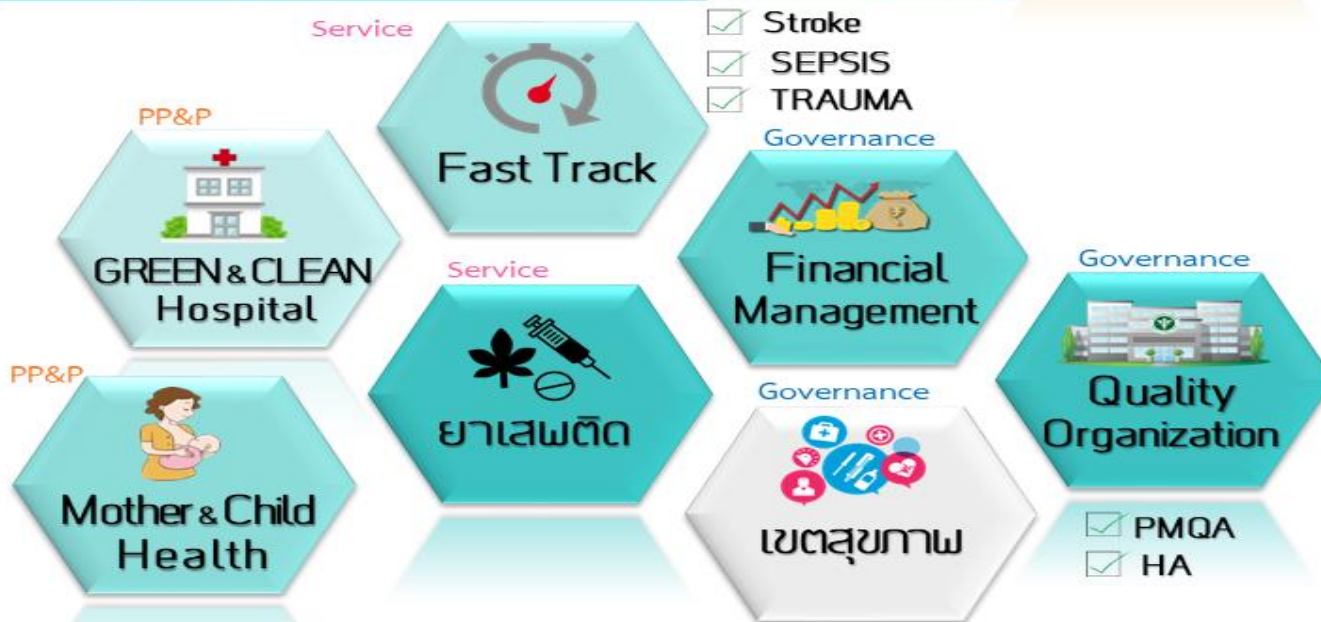 Service
Fast Track
Stroke
SEPSIS
TRAUMA
PP&P
GREEN & CLEAN
Hospital
Governance
Financial
Management
Service
ยาเสพติด
Governance
Quality
Organization
PMQA
HA
PP&P
Mother & Child
Health
Governance
เขตสุขภาพ